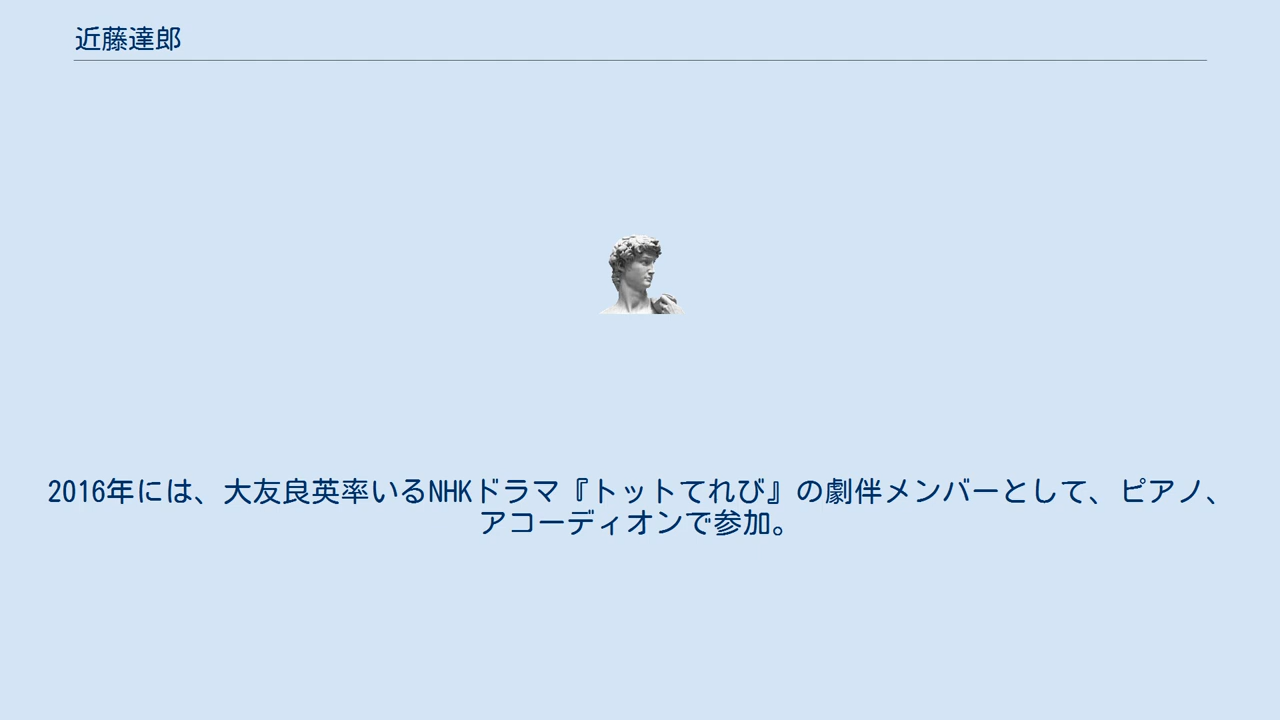 近藤達郎
2016年には、大友良英率いるNHKドラマ『トットてれび』の劇伴メンバーとして、ピアノ、
アコーディオンで参加。